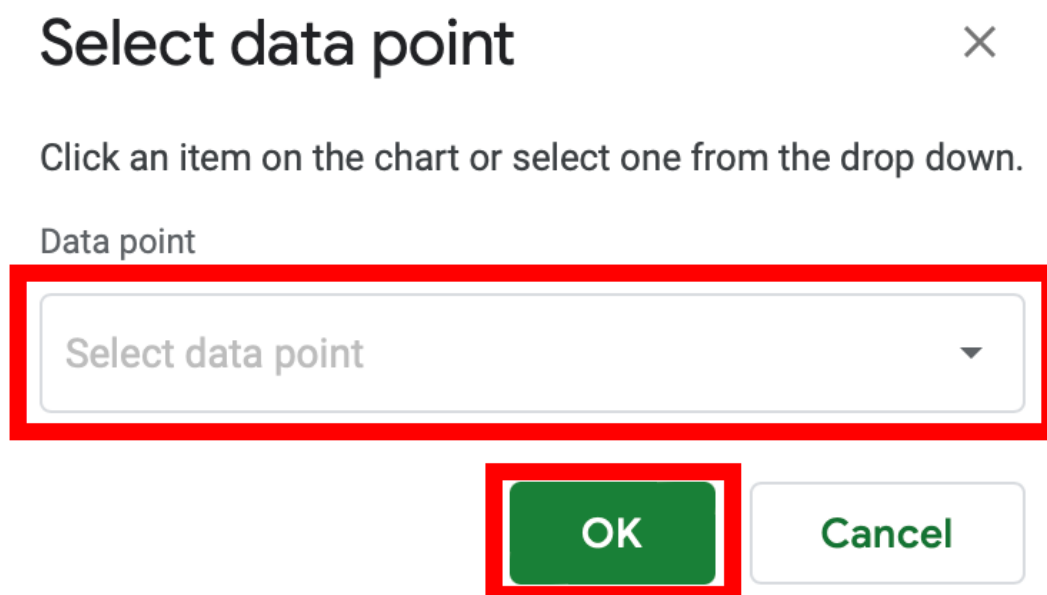 Select data point
Click an item on the chart or select one from the drop down.
Data point
Select data point
OK Cancel